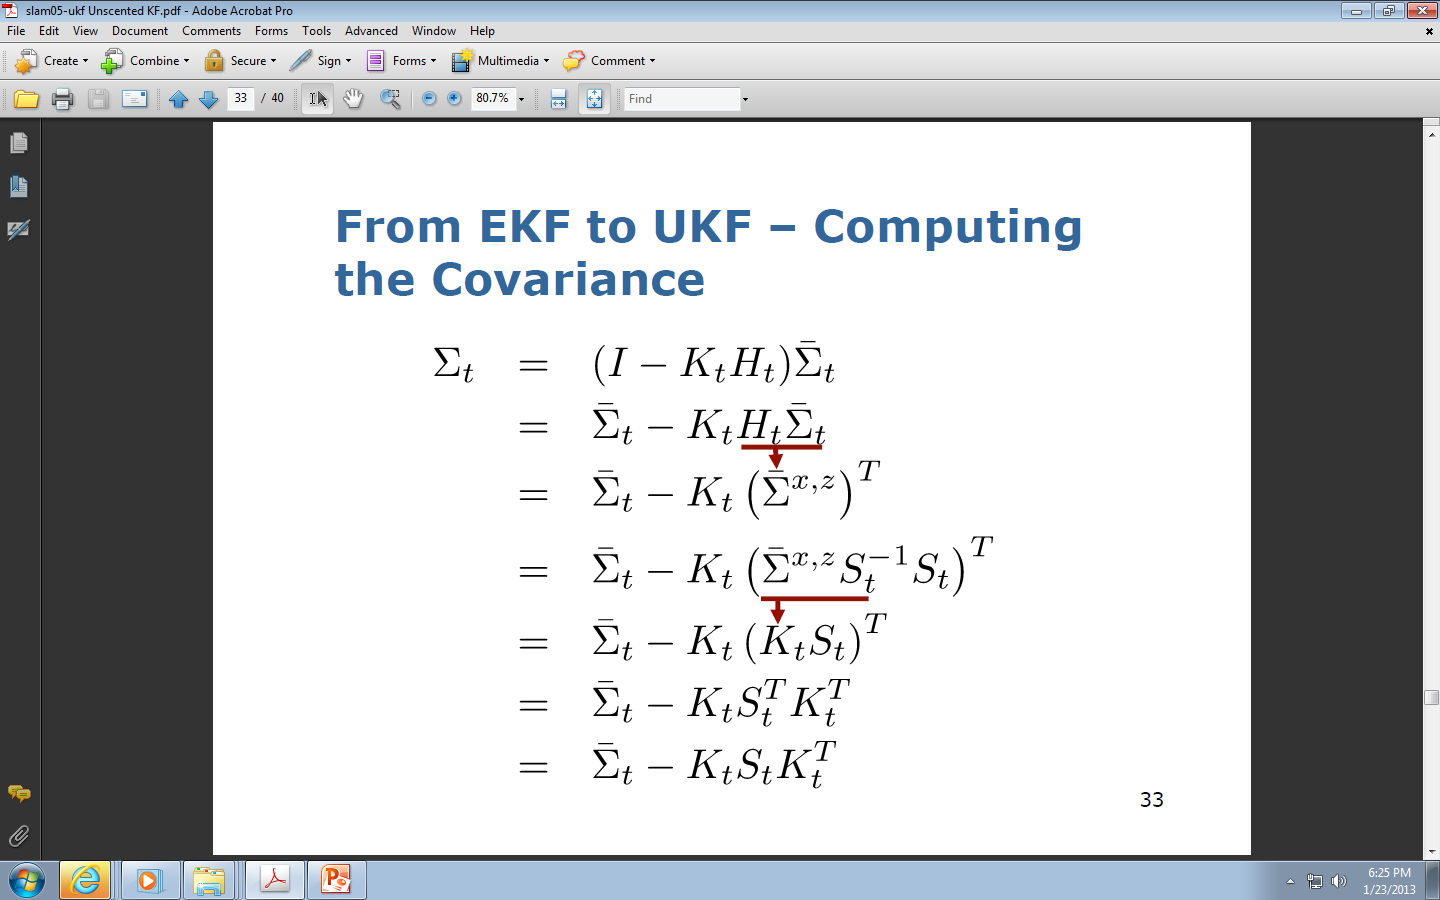 slam05-ukf Unscented KF.pdf - Adobe Acrobat Pro
File Edit View Document Comments Forms Tools Advanced Window Help
Create Combine Secure Sign Forms Multimedia Comment
33 / 40 80.7% Find
From EKF to UKF – Computing
the Covariance
Σ_t = (I − K_t H_t) Σ̄_t
= Σ̄_t − K_t H_t Σ̄_t
= Σ̄_t − K_t (Σ̄^{x,z})^T
= Σ̄_t − K_t (Σ̄^{x,z} S_t^{−1} S_t)^T
= Σ̄_t − K_t (K_t S_t)^T
= Σ̄_t − K_t S_t^T K_t^T
= Σ̄_t − K_t S_t K_t^T
33
6:25 PM
1/23/2013